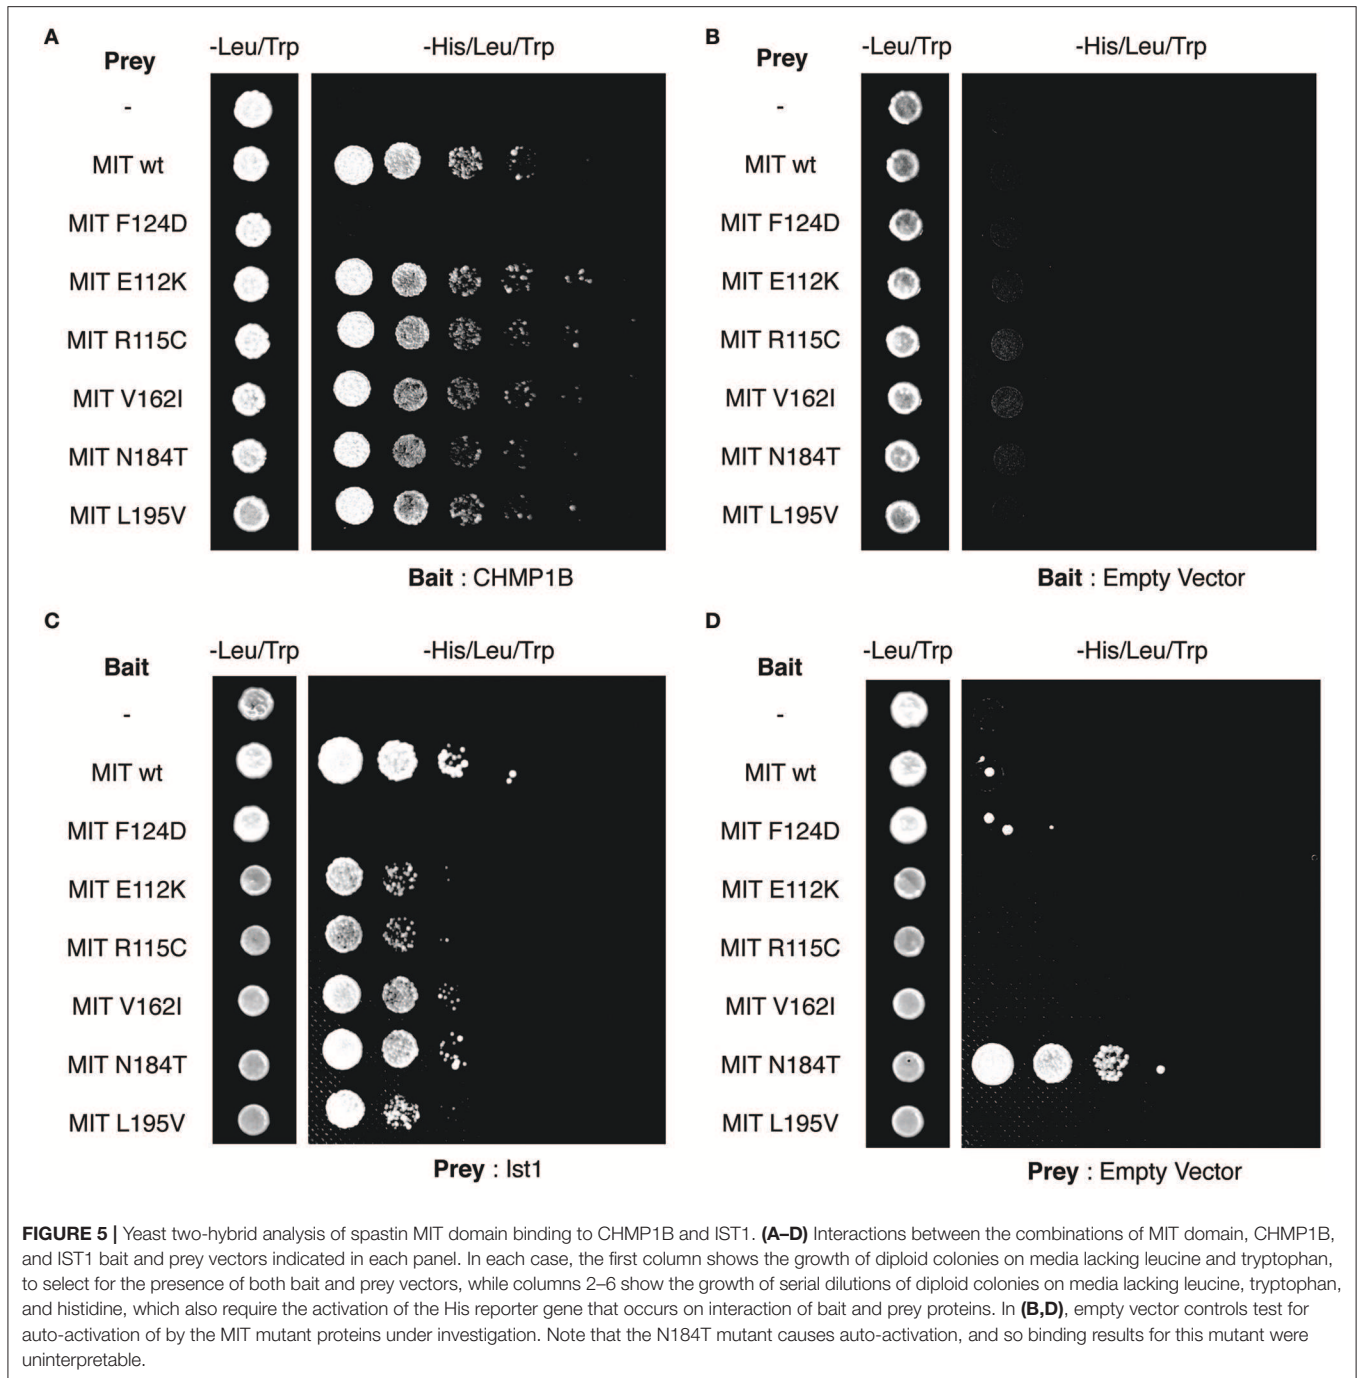 A
Prey
-Leu/Trp
-His/Leu/Trp
-
MIT wt
MIT F124D
MIT E112K
MIT R115C
MIT V162I
MIT N184T
MIT L195V
Bait : CHMP1B
B
Prey
-Leu/Trp
-His/Leu/Trp
-
MIT wt
MIT F124D
MIT E112K
MIT R115C
MIT V162I
MIT N184T
MIT L195V
Bait : Empty Vector
C
Bait
-Leu/Trp
-His/Leu/Trp
-
MIT wt
MIT F124D
MIT E112K
MIT R115C
MIT V162I
MIT N184T
MIT L195V
Prey : Ist1
D
Bait
-Leu/Trp
-His/Leu/Trp
-
MIT wt
MIT F124D
MIT E112K
MIT R115C
MIT V162I
MIT N184T
MIT L195V
Prey : Empty Vector
FIGURE 5 | Yeast two-hybrid analysis of spastin MIT domain binding to CHMP1B and IST1. (A–D) Interactions between the combinations of MIT domain, CHMP1B,
and IST1 bait and prey vectors indicated in each panel. In each case, the first column shows the growth of diploid colonies on media lacking leucine and tryptophan,
to select for the presence of both bait and prey vectors, while columns 2–6 show the growth of serial dilutions of diploid colonies on media lacking leucine, tryptophan,
and histidine, which also require the activation of the His reporter gene that occurs on interaction of bait and prey proteins. In (B,D), empty vector controls test for
auto-activation of by the MIT mutant proteins under investigation. Note that the N184T mutant causes auto-activation, and so binding results for this mutant were
uninterpretable.